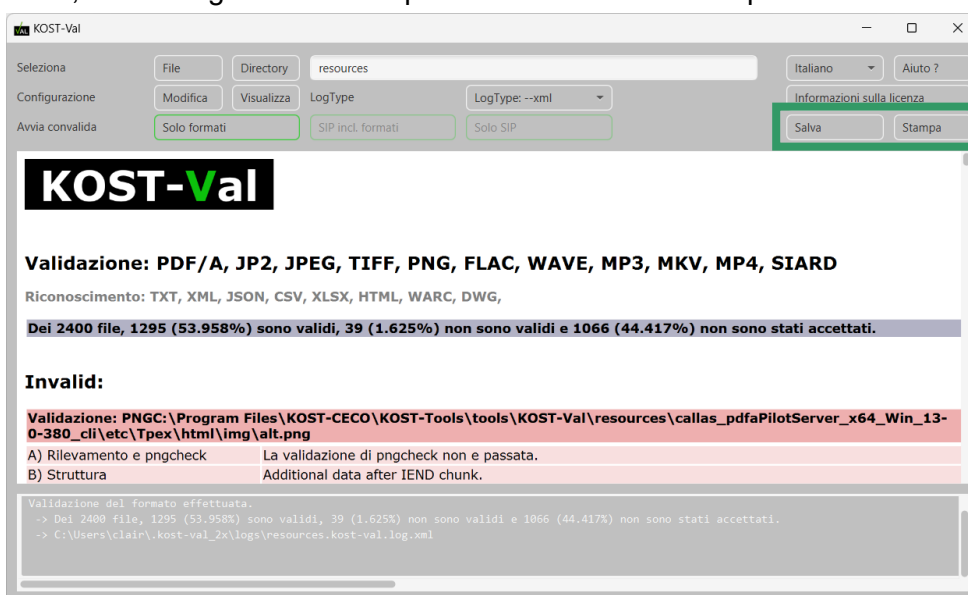 VAL KOST-Val
Seleziona File Directory resources Italiano Aiuto ?
Configurazione Modifica Visualizza LogType LogType: --xml Informazioni sulla licenza
Avvia convalida Solo formati SIP incl. formati Solo SIP Salva Stampa
KOST-Val
Validazione: PDF/A, JP2, JPEG, TIFF, PNG, FLAC, WAVE, MP3, MKV, MP4, SIARD
Riconoscimento: TXT, XML, JSON, CSV, XLSX, HTML, WARC, DWG,
Dei 2400 file, 1295 (53.958%) sono validi, 39 (1.625%) non sono validi e 1066 (44.417%) non sono stati accettati.
Invalid:
Validazione: PNGC:\Program Files\KOST-CECO\KOST-Tools\tools\KOST-Val\resources\callas_pdfaPilotServer_x64_Win_13-
0-380_cli\etc\Tpex\html\img\alt.png
A) Rilevamento e pngcheck La validazione di pngcheck non e passata.
B) Struttura Additional data after IEND chunk.
Validazione del formato effettuata.
-> Dei 2400 file, 1295 (53.958%) sono validi, 39 (1.625%) non sono validi e 1066 (44.417%) non sono stati accettati.
-> C:\Users\clair\.kost-val_2x\logs\resources.kost-val.log.xml